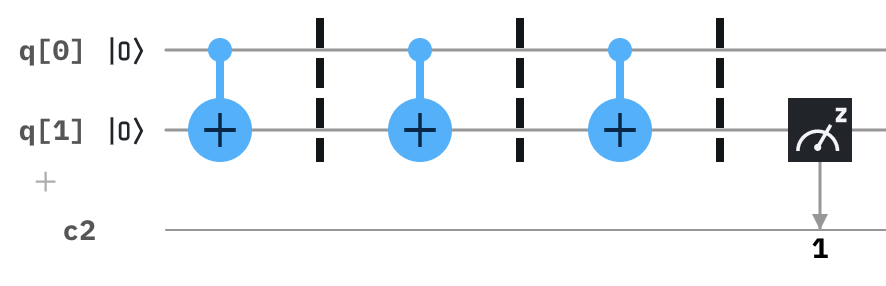 q[0] |0⟩
q[1] |0⟩
z
+
c2
1